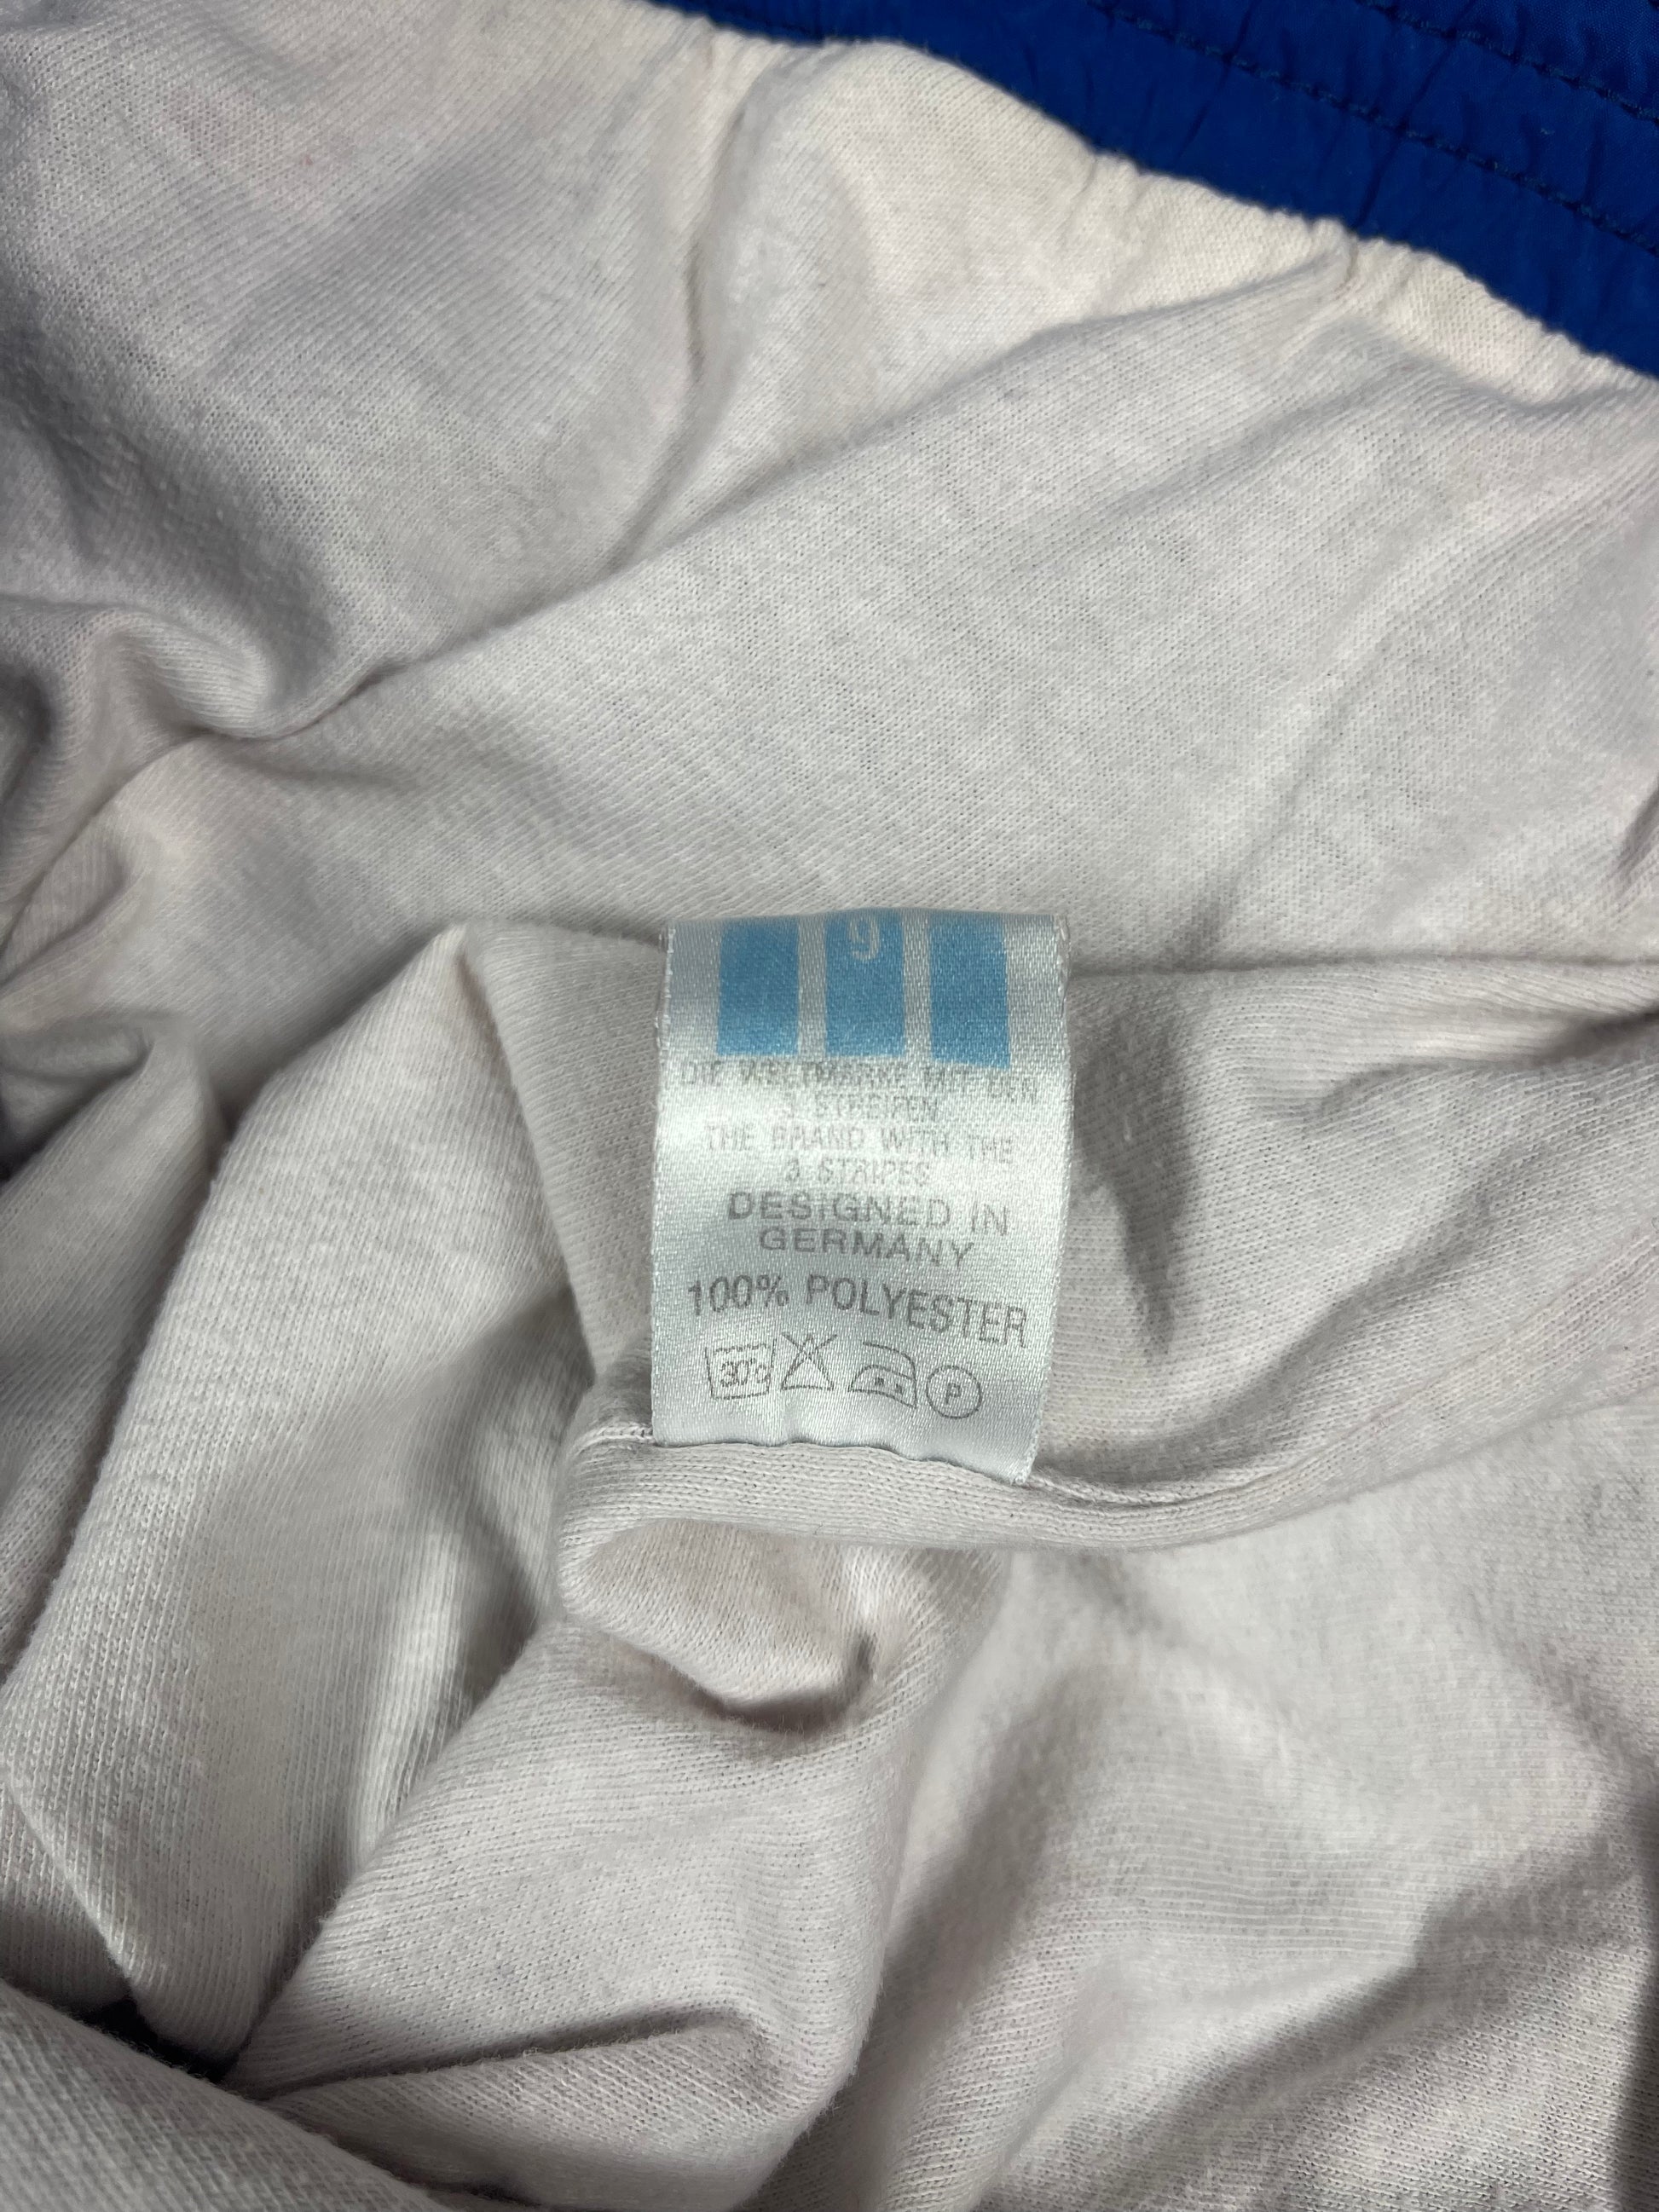 9
DIE WELTMARKE MIT DEN
3 STREIFEN
THE BRAND WITH THE
3 STRIPES
DESIGNED IN
GERMANY
100% POLYESTER
30°C P